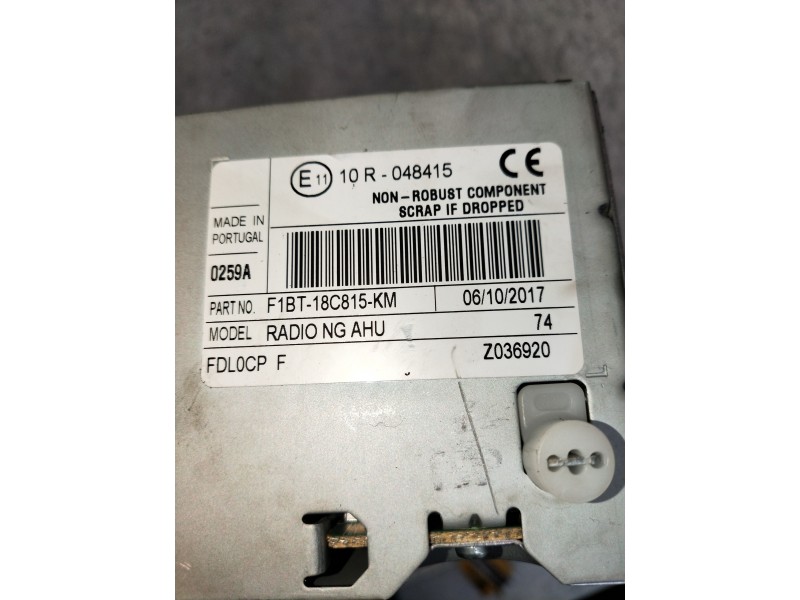 E11 10 R - 048415 CE
NON-ROBUST COMPONENT
SCRAP IF DROPPED
MADE IN
PORTUGAL
0259A
PART NO. F1BT-18C815-KM 06/10/2017
MODEL RADIO NG AHU 74
FDL0CP F Z036920